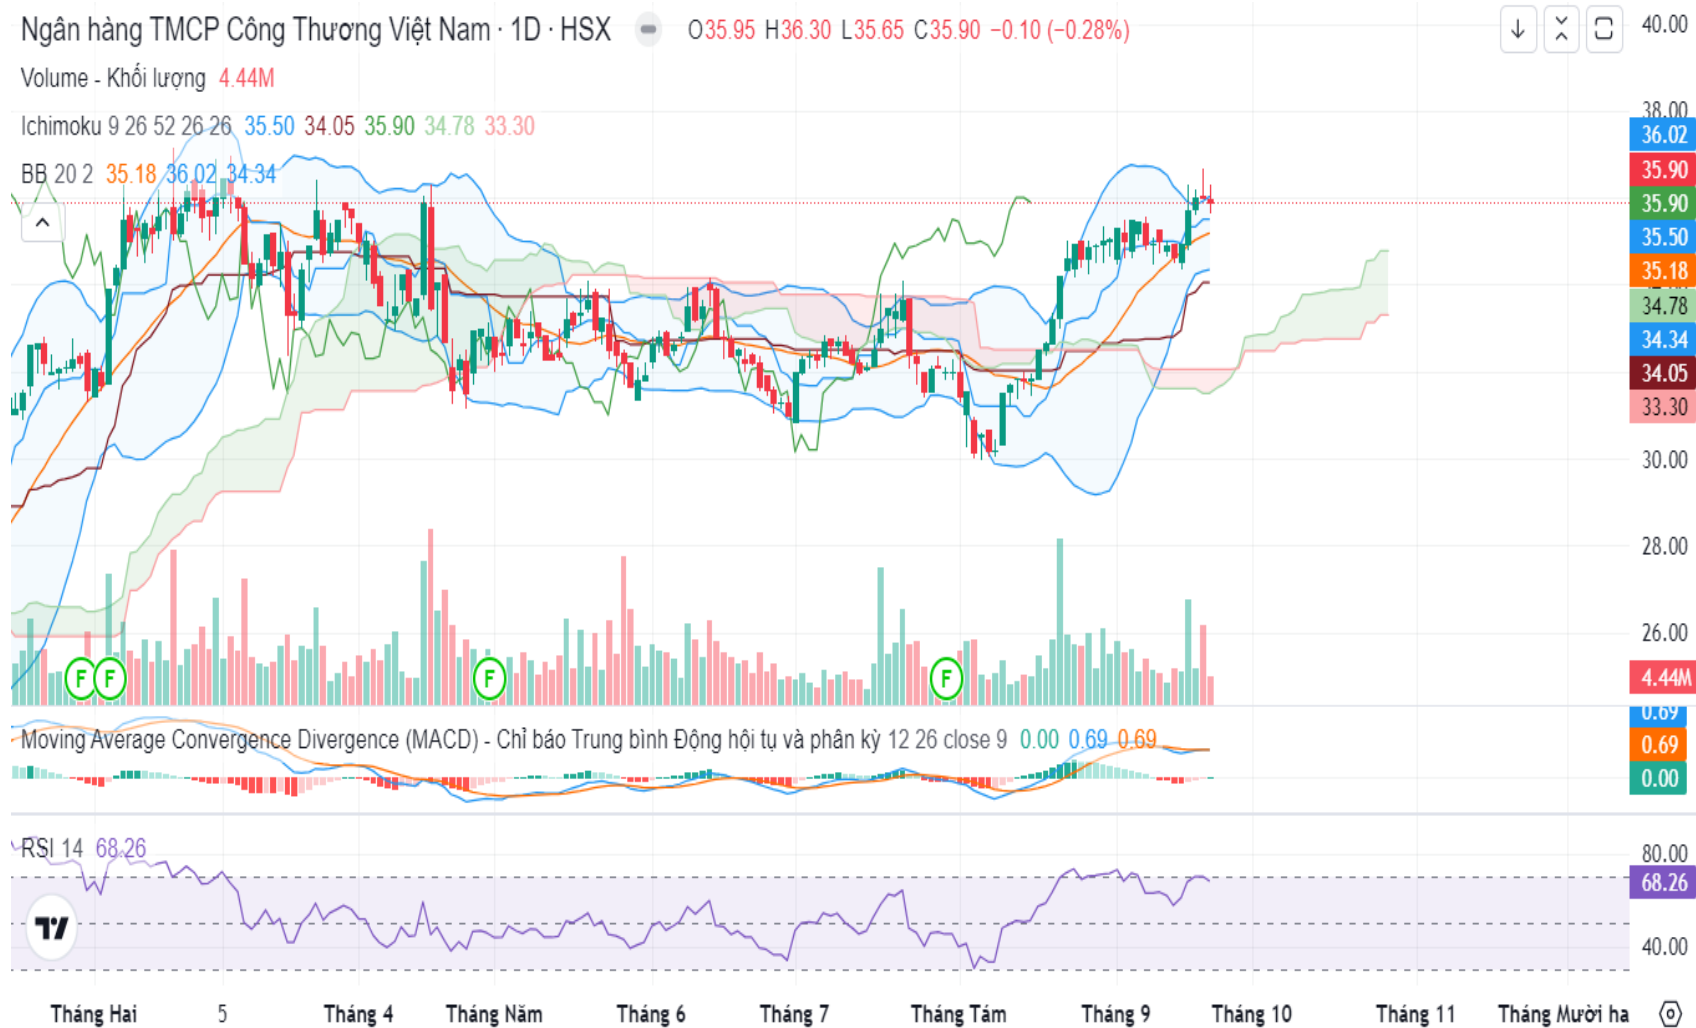 Ngân hàng TMCP Công Thương Việt Nam · 1D · HSX O35.95 H36.30 L35.65 C35.90 −0.10 (−0.28%)
Volume - Khối lượng 4.44M
Ichimoku 9 26 52 26 26 35.50 34.05 35.90 34.78 33.30
BB 20 2 35.18 36.02 34.34
40.00
38.00
36.02
35.90
35.90
35.50
35.18
34.78
34.34
34.05
33.30
30.00
28.00
26.00
4.44M
F F F F
Moving Average Convergence Divergence (MACD) - Chỉ báo Trung bình Động hội tụ và phân kỳ 12 26 close 9 0.00 0.69 0.69
0.69
0.69
0.00
RSI 14 68.26
80.00
68.26
40.00
Tháng Hai 5 Tháng 4 Tháng Năm Tháng 6 Tháng 7 Tháng Tám Tháng 9 Tháng 10 Tháng 11 Tháng Mười ha